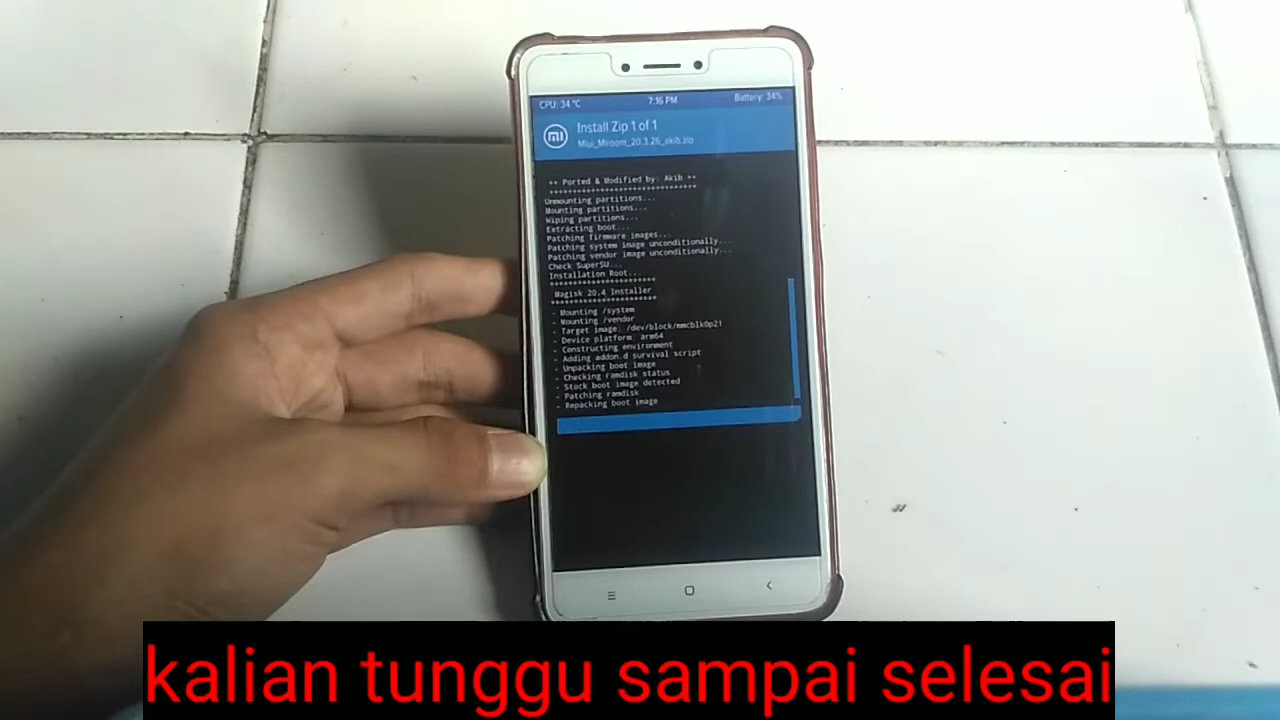 CPU: 34 °C 7:16 PM Battery: 34%
Install Zip 1 of 1
Miui_Miroom_20.3.26_akib.zip
++ Ported & Modified by: Akib ++
++++++++++++++++++++++++++++++++
Unmounting partitions...
Mounting partitions...
Wiping partitions...
Extracting boot...
Patching firmware images...
Patching system image unconditionally...
Patching vendor image unconditionally...
Check SuperSU...
Installation Root...
***********************
Magisk 20.4 Installer
***********************
- Mounting /system
- Mounting /vendor
- Target image: /dev/block/mmcblk0p21
- Device platform: arm64
- Constructing environment
- Adding addon.d survival script
- Unpacking boot image
- Checking ramdisk status
- Stock boot image detected
- Patching ramdisk
- Repacking boot image
kalian tunggu sampai selesai